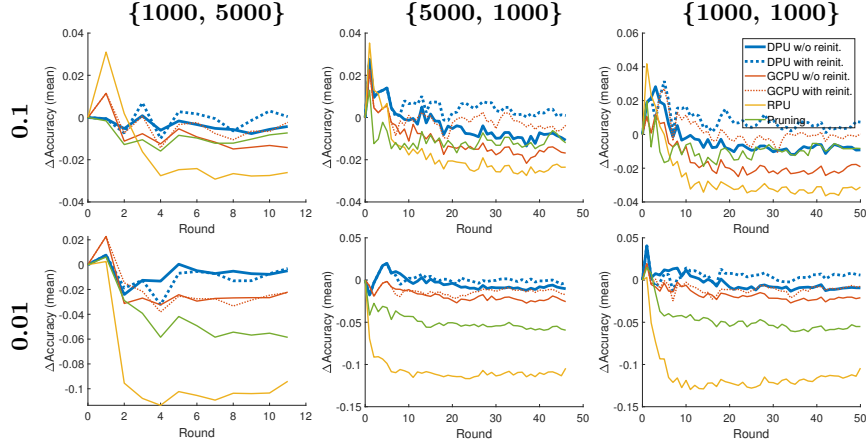 {1000, 5000} {5000, 1000} {1000, 1000}
0.1
ΔAccuracy (mean)
0.04
0.02
0
-0.02
-0.04
0 2 4 6 8 10 12
Round
ΔAccuracy (mean)
0.04
0.02
0
-0.02
-0.04
0 10 20 30 40 50
Round
ΔAccuracy (mean)
0.06
0.04
0.02
0
-0.02
-0.04
0 10 20 30 40 50
Round
DPU w/o reinit.
DPU with reinit.
GCPU w/o reinit.
GCPU with reinit.
RPU
Pruning
0.01
ΔAccuracy (mean)
0.02
0
-0.02
-0.04
-0.06
-0.08
-0.1
0 2 4 6 8 10 12
Round
ΔAccuracy (mean)
0.05
0
-0.05
-0.1
-0.15
0 10 20 30 40 50
Round
ΔAccuracy (mean)
0.1
0.05
0
-0.05
-0.1
-0.15
0 10 20 30 40 50
Round